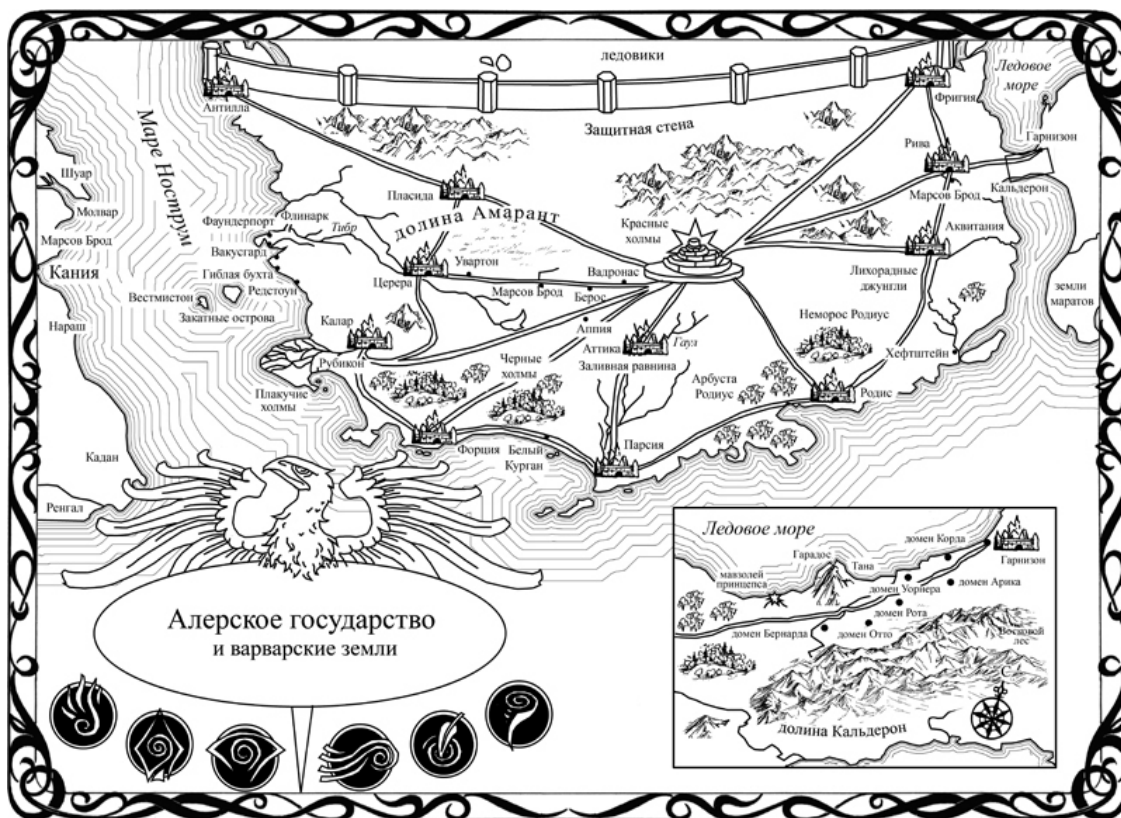 ледовики
Ледовое
море
Антилла
Фригия
Защитная стена
Маре Нострум
Гарнизон
Рива
Шуар
Пласида
Марсов Брод
Кальдерон
Молвар
долина Амарант
Красные
холмы
Фаундерпорт
Флинарк
Тибр
Аквитания
Марсов Брод
Вакусгард
Увартон
Кания
Гиблая бухта
Церера
Валронас
Лихорадные
джунгли
Вестмистон
Редстоун
Марсов Брод
Берос
земли
маратов
Закатные острова
Нараш
Калар
Аппия
Неморос Родиус
Аттика
Гаул
Рубикон
Черные
холмы
Заливная равнина
Хефтштейн
Плакучие
холмы
Арбуста
Родиус
Родис
Форция
Белый
Курган
Парсия
Кадан
Ренгал
Ледовое море
домен Корда
Гарнизон
Гарадос
Тана
мавзолей
принцепса
домен Уорнера
домен Арика
домен Рота
домен Бернарда
домен Отто
Восковой
лес
С
долина Кальдерон
Алерское государство
и варварские земли